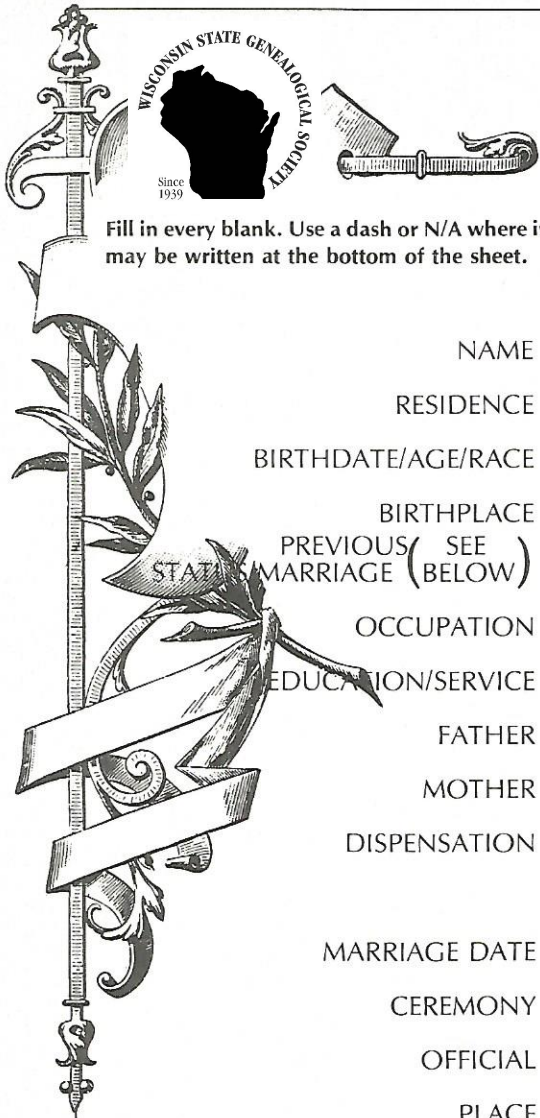 WISCONSIN STATE GENEALOGICAL SOCIETY
Since
1939
Fill in every blank. Use a dash or N/A where
may be written at the bottom of the sheet.
NAME
RESIDENCE
BIRTHDATE/AGE/RACE
BIRTHPLACE
PREVIOUS ( SEE
STATUS/MARRIAGE BELOW )
OCCUPATION
EDUCATION/SERVICE
FATHER
MOTHER
DISPENSATION
MARRIAGE DATE
CEREMONY
OFFICIAL
PLACE